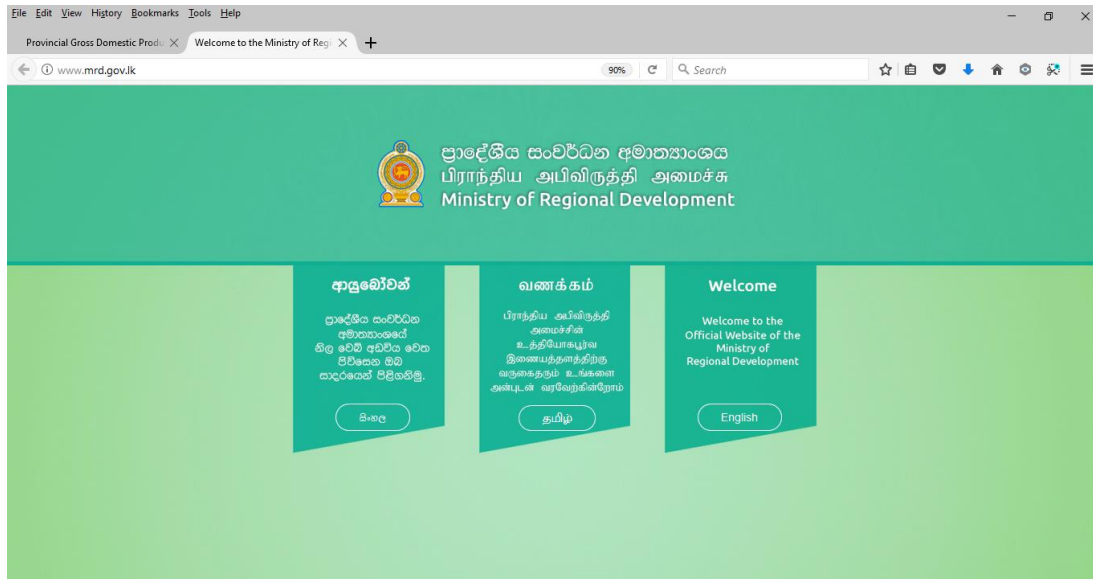 File Edit View History Bookmarks Tools Help
Provincial Gross Domestic Produ
Welcome to the Ministry of Regi
www.mrd.gov.lk
90%
Search
ප්‍රාදේශීය සංවර්ධන අමාත්‍යාංශය
பிராந்திய அபிவிருத்தி அமைச்சு
Ministry of Regional Development
ආයුබෝවන්
ප්‍රාදේශීය සංවර්ධන
අමාත්‍යාංශයේ
නිල වෙබ් අඩවිය වෙත
පිවිසෙන ඔබ
සාදරයෙන් පිළිගනිමු.
සිංහල
வணக்கம்
பிராந்திய அபிவிருத்தி
அமைச்சின்
உத்தியோகபூர்வ
இணையத்தளத்திற்கு
வருகைதரும் உங்களை
அன்புடன் வரவேற்கின்றோம்
தமிழ்
Welcome
Welcome to the
Official Website of the
Ministry of
Regional Development
English